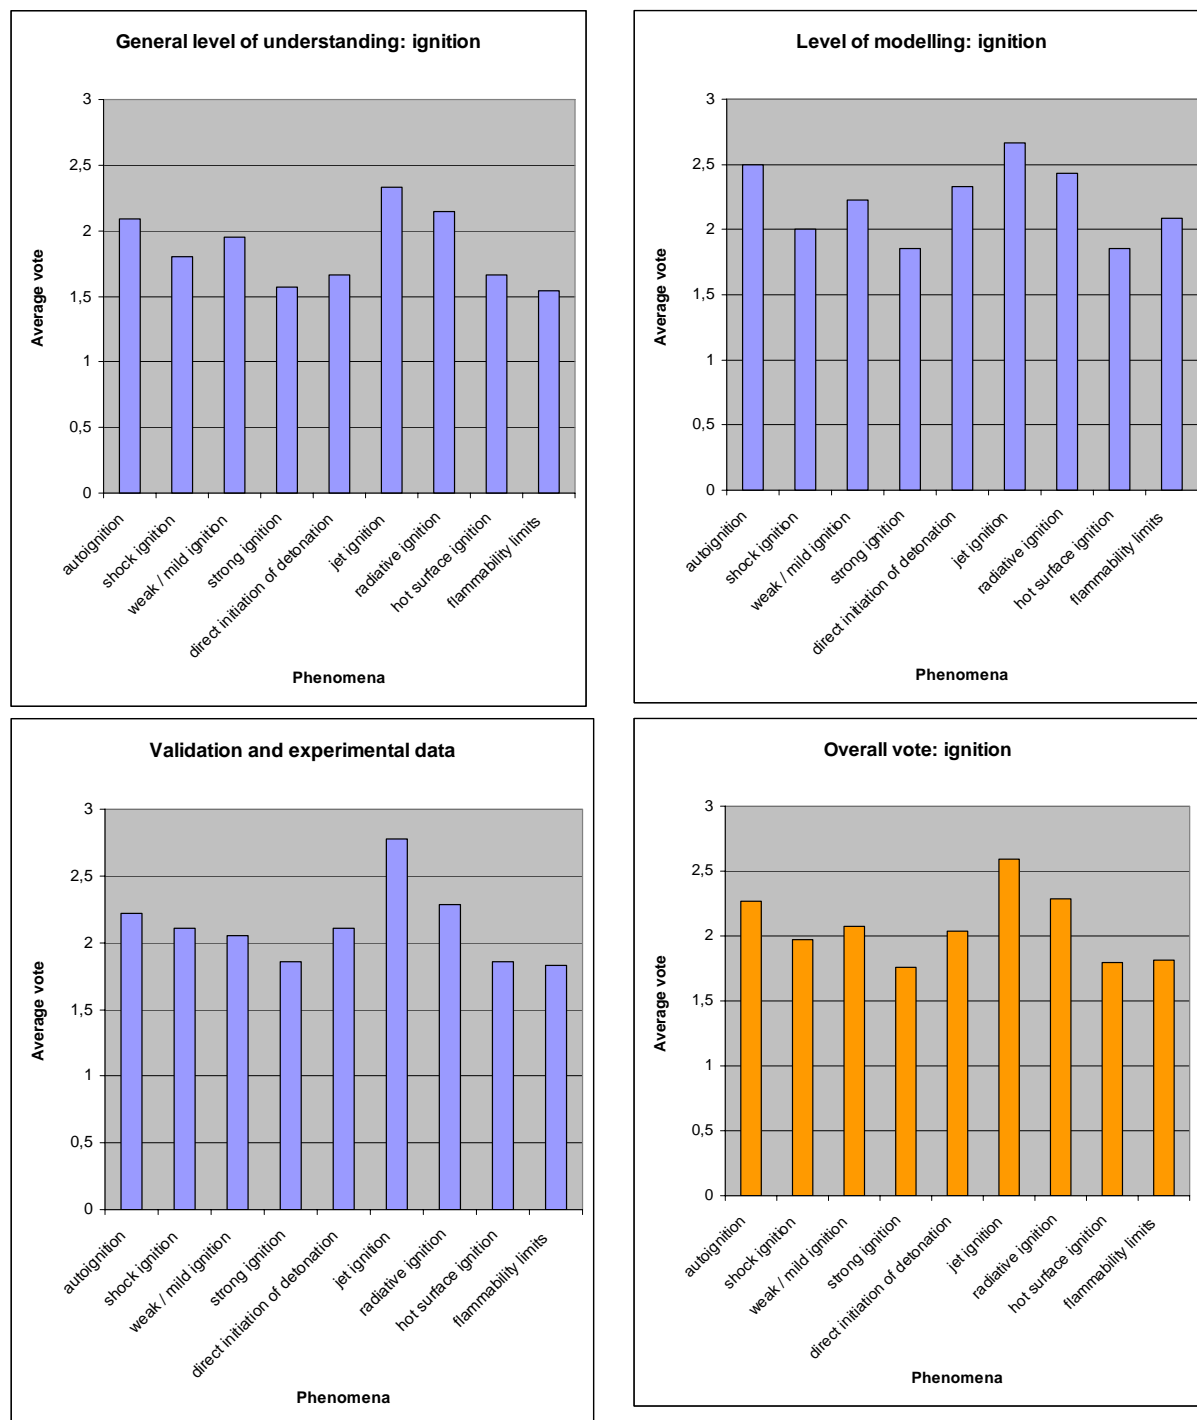 General level of understanding: ignition
3
2,5
2
1,5
1
0,5
0
Average vote
autoignition
shock ignition
weak / mild ignition
strong ignition
direct initiation of detonation
jet ignition
radiative ignition
hot surface ignition
flammability limits
Phenomena
Level of modelling: ignition
3
2,5
2
1,5
1
0,5
0
Average vote
autoignition
shock ignition
weak / mild ignition
strong ignition
direct initiation of detonation
jet ignition
radiative ignition
hot surface ignition
flammability limits
Phenomena
Validation and experimental data
3
2,5
2
1,5
1
0,5
0
Average vote
autoignition
shock ignition
weak / mild ignition
strong ignition
direct initiation of detonation
jet ignition
radiative ignition
hot surface ignition
flammability limits
Phenomena
Overall vote: ignition
3
2,5
2
1,5
1
0,5
0
Average vote
autoignition
shock ignition
weak / mild ignition
strong ignition
direct initiation of detonation
jet ignition
radiative ignition
hot surface ignition
flammability limits
Phenomena